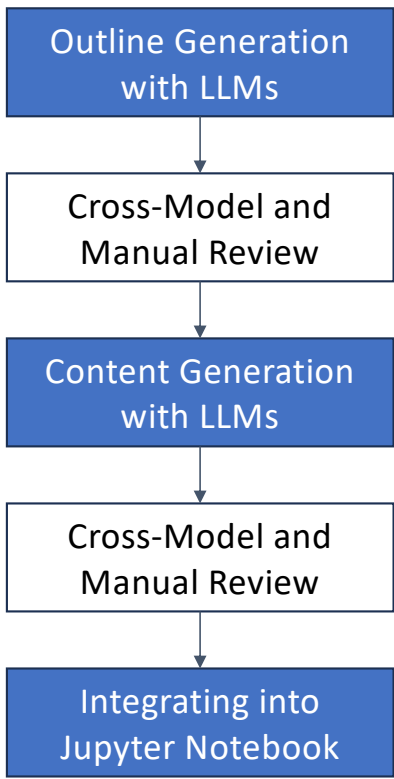 Outline Generation
with LLMs
Cross-Model and
Manual Review
Content Generation
with LLMs
Cross-Model and
Manual Review
Integrating into
Jupyter Notebook